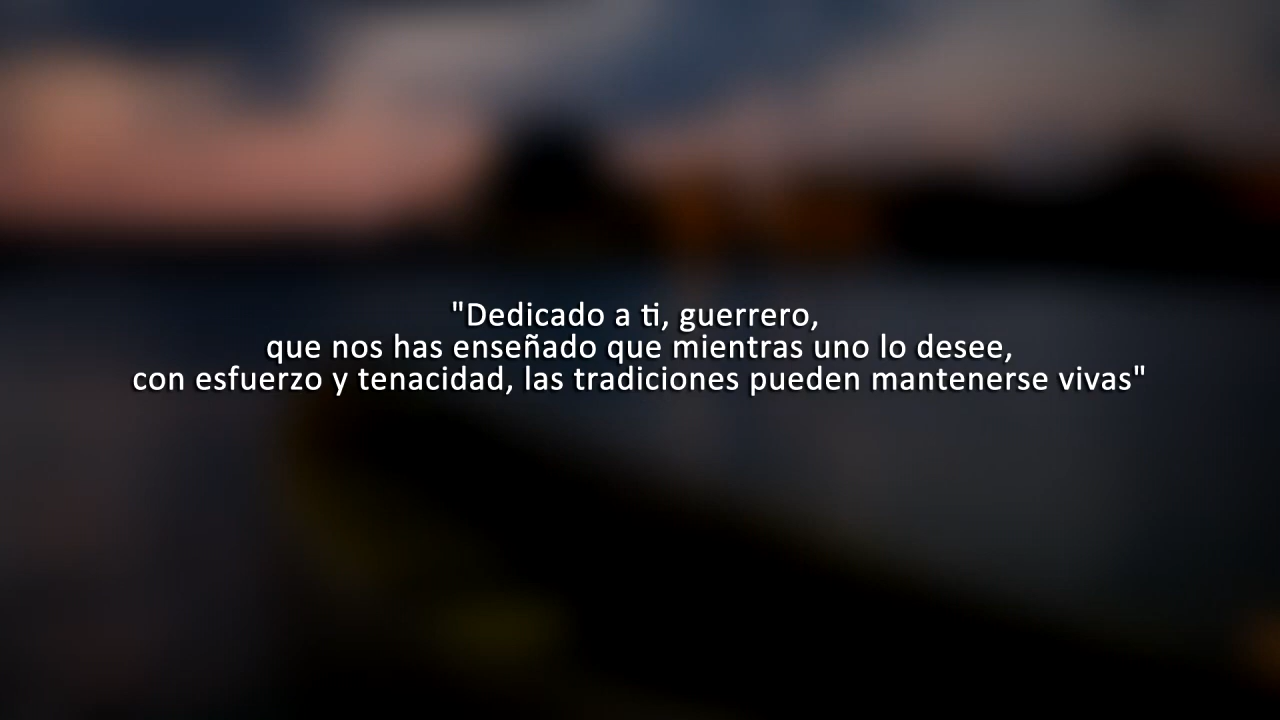 "Dedicado a ti, guerrero,
que nos has enseñado que mientras uno lo desee,
con esfuerzo y tenacidad, las tradiciones pueden mantenerse vivas"